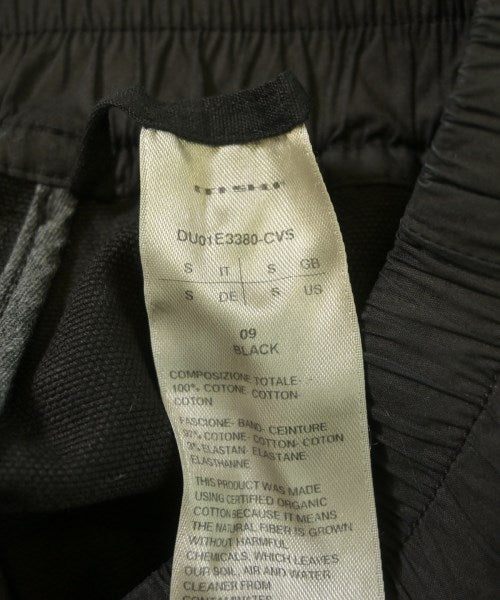 DU01E3380-CVS
S IT S GB
S DE S US
09
BLACK
COMPOSIZIONE TOTALE- -
100% COTONE COTTON
COTON
FASCIONE- BAND- CEINTURE
COTONE- COTTON- COTON
ELASTAN- ELASTANE
ELASTHANNE
THIS PRODUCT WAS MADE
USING CERTIFIED ORGANIC
COTTON BECAUSE IT MEANS
THE NATURAL FIBER IS GROWN
WITHOUT HARMFUL
CHEMICALS, WHICH LEAVES
OUR SOIL, AIR AND WATER
CLEANER FROM